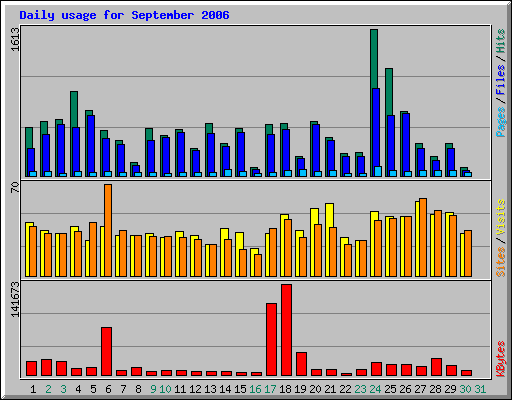 Daily usage for September 2006
1613
Pages / Files / Hits
70
Sites / Visits
141673
KBytes
1 2 3 4 5 6 7 8 9 10 11 12 13 14 15 16 17 18 19 20 21 22 23 24 25 26 27 28 29 30 31